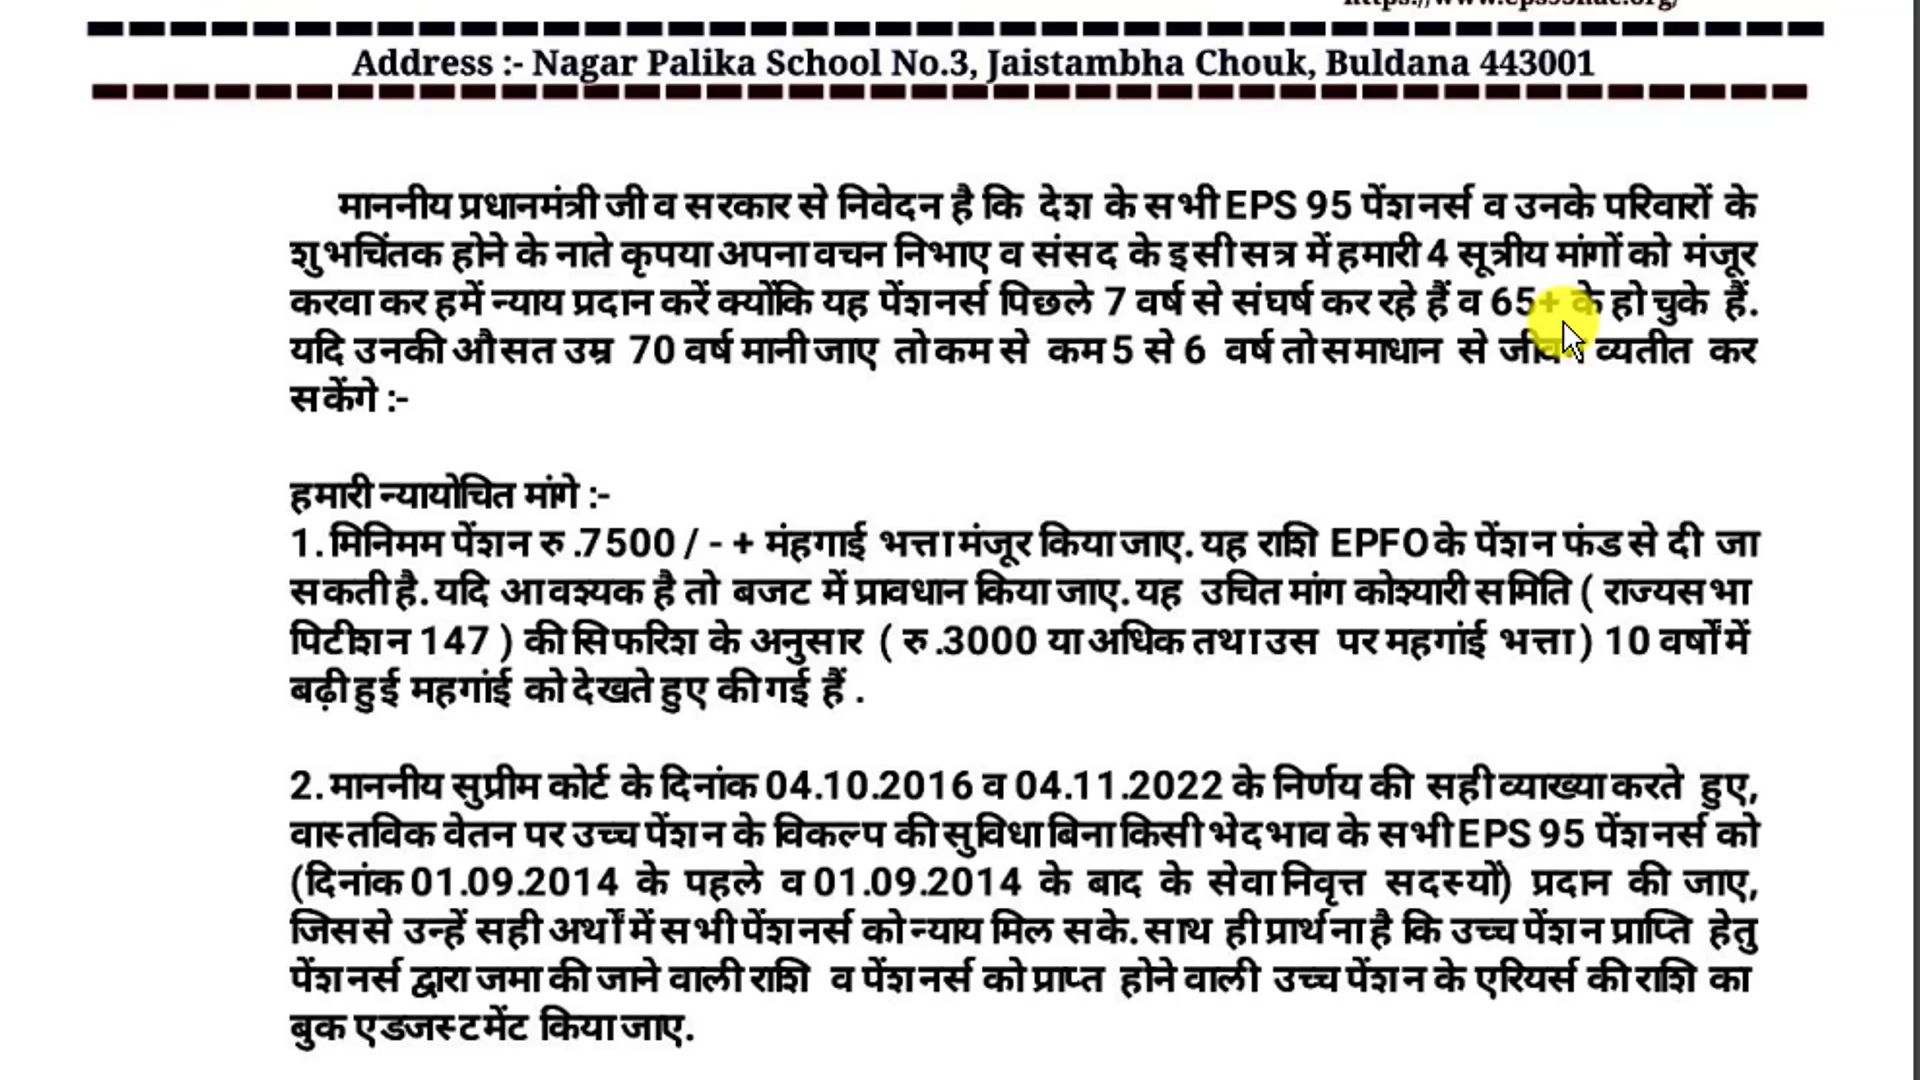 Address :- Nagar Palika School No.3, Jaistambha Chouk, Buldana 443001
माननीय प्रधानमंत्री जी व सरकार से निवेदन है कि देश के सभी EPS 95 पेंशनर्स व उनके परिवारों के
शुभचिंतक होने के नाते कृपया अपना वचन निभाए व संसद के इसी सत्र में हमारी 4 सूत्रीय मांगों को मंजूर
करवा कर हमें न्याय प्रदान करें क्योंकि यह पेंशनर्स पिछले 7 वर्ष से संघर्ष कर रहे हैं व 65+ के हो चुके हैं.
यदि उनकी औसत उम्र 70 वर्ष मानी जाए तो कम से कम 5 से 6 वर्ष तो समाधान से जीवन व्यतीत कर
सकेंगे :-
हमारी न्यायोचित मांगे :-
1. मिनिमम पेंशन रु .7500 / - + मंहगाई भत्ता मंजूर किया जाए. यह राशि EPFO के पेंशन फंड से दी जा
सकती है. यदि आवश्यक है तो बजट में प्रावधान किया जाए. यह उचित मांग कोश्यारी समिति ( राज्यसभा
पिटीशन 147 ) की सिफरिश के अनुसार ( रु .3000 या अधिक तथा उस पर महगांई भत्ता ) 10 वर्षों में
बढ़ी हुई महगांई को देखते हुए की गई हैं .
2. माननीय सुप्रीम कोर्ट के दिनांक 04.10.2016 व 04.11.2022 के निर्णय की सही व्याख्या करते हुए,
वास्तविक वेतन पर उच्च पेंशन के विकल्प की सुविधा बिना किसी भेदभाव के सभी EPS 95 पेंशनर्स को
(दिनांक 01.09.2014 के पहले व 01.09.2014 के बाद के सेवानिवृत्त सदस्यों) प्रदान की जाए,
जिससे उन्हें सही अर्थों में सभी पेंशनर्स को न्याय मिल सके. साथ ही प्रार्थना है कि उच्च पेंशन प्राप्ति हेतु
पेंशनर्स द्वारा जमा की जाने वाली राशि व पेंशनर्स को प्राप्त होने वाली उच्च पेंशन के एरियर्स की राशि का
बुक एडजस्टमेंट किया जाए.